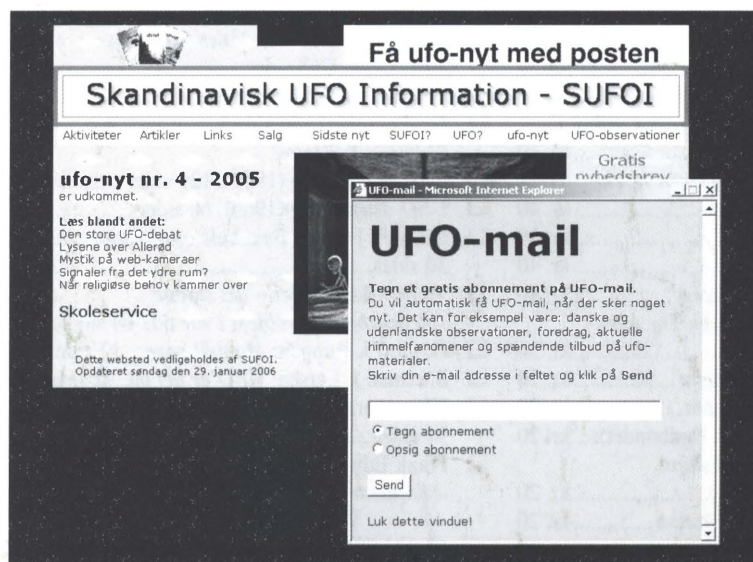 Få ufo-nyt med posten
Skandinavisk UFO Information - SUFOI
Aktiviteter Artikler Links Salg Sidste nyt SUFOI? UFO? ufo-nyt UFO-observationer
ufo-nyt nr. 4 - 2005
er udkommet.
Læs blandt andet:
Den store UFO-debat
Lysene over Allerød
Mystik på web-kameraer
Signaler fra det ydre rum?
Når religiøse behov kammer over
Skoleservice
Dette websted vedligeholdes af SUFOI.
Opdateret søndag den 29. januar 2006
Gratis
nyhedsbrev
UFO-mail - Microsoft Internet Explorer
UFO-mail
Tegn et gratis abonnement på UFO-mail.
Du vil automatisk få UFO-mail, når der sker noget
nyt. Det kan for eksempel være: danske og
udenlandske observationer, foredrag, aktuelle
himmelfænomener og spændende tilbud på ufo-
materialer.
Skriv din e-mail adresse i feltet og klik på Send
Tegn abonnement
Opsig abonnement
Send
Luk dette vindue!